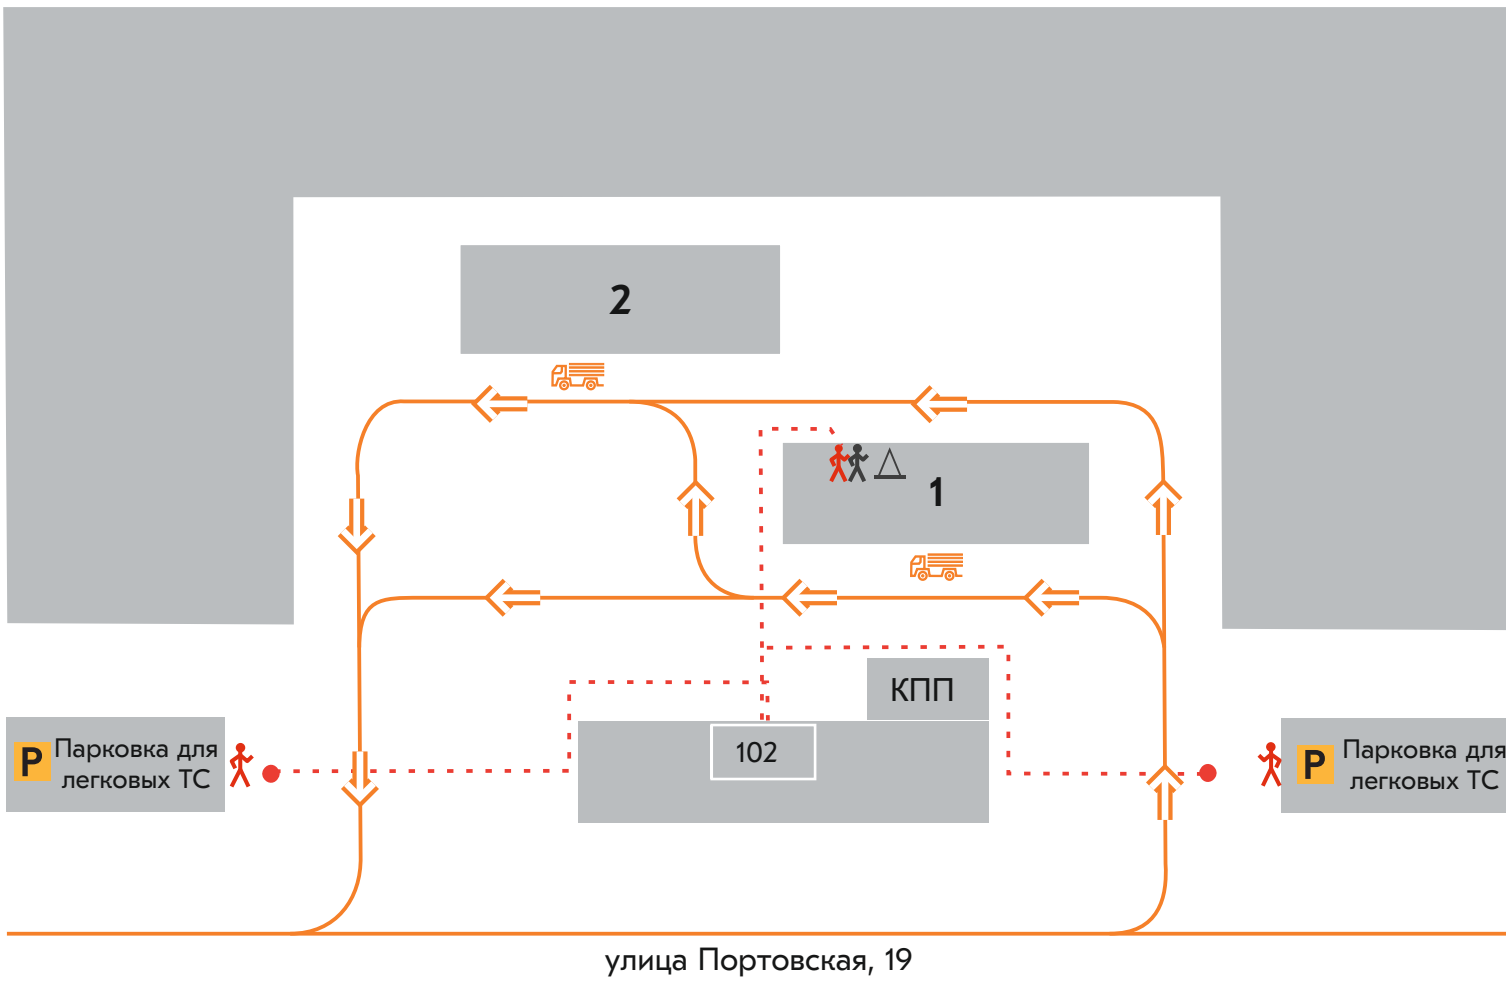 2
1
КПП
102
P Парковка для
легковых ТС
P Парковка для
легковых ТС
улица Портовская, 19